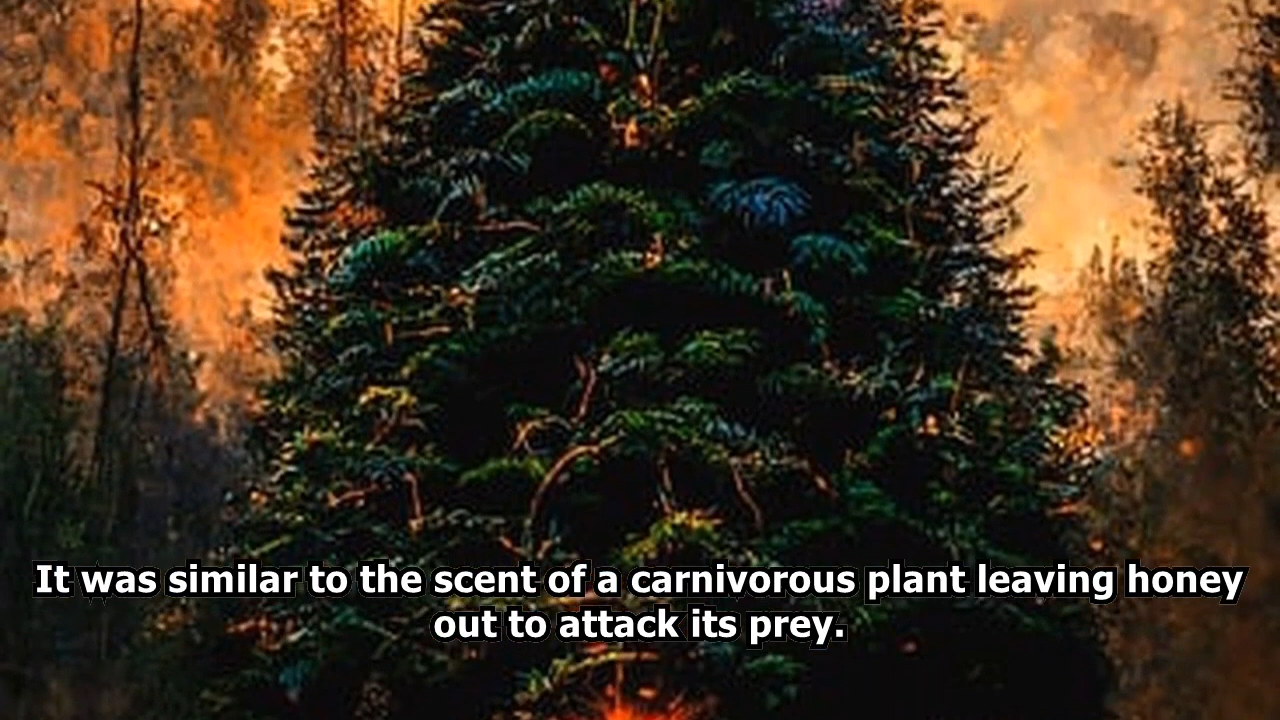 It was similar to the scent of a carnivorous plant leaving honey
out to attack its prey.